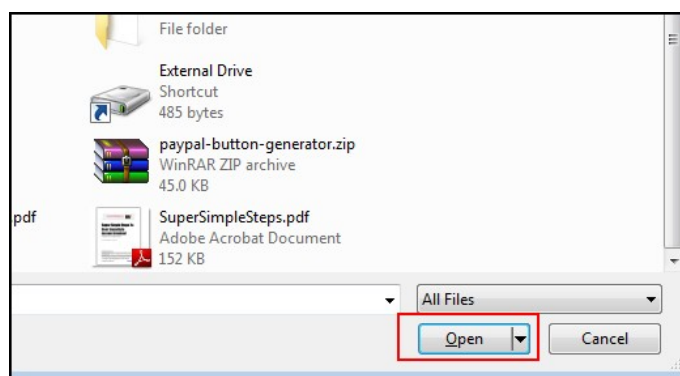 File folder
External Drive
Shortcut
485 bytes
paypal-button-generator.zip
WinRAR ZIP archive
45.0 KB
.pdf
SuperSimpleSteps.pdf
Adobe Acrobat Document
152 KB
All Files
Open
Cancel